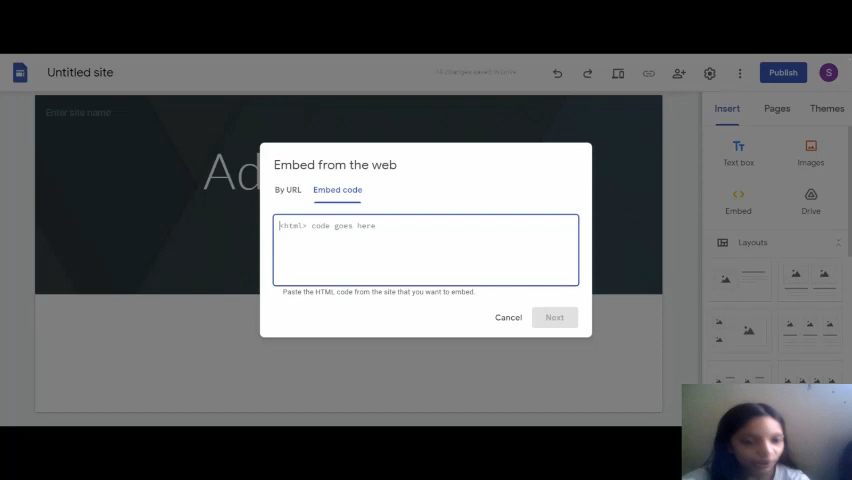 Untitled site
Publish
S
Enter site name
Insert
Pages
Themes
Tt
Text box
Images
Embed
Drive
Layouts
Ad
Embed from the web
By URL
Embed code
<html> code goes here
Paste the HTML code from the site that you want to embed.
Cancel
Next